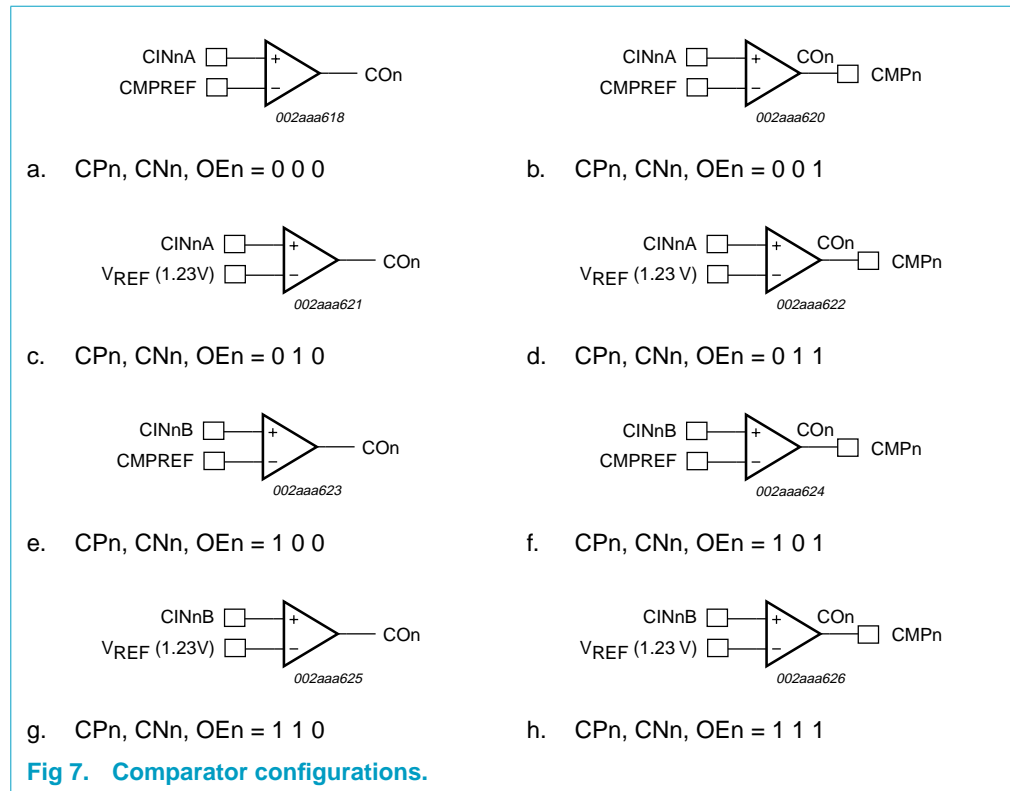 CINnA + COn
CMPREF −
002aaa618
CINnA + COn CMPn
CMPREF −
002aaa620
a. CPn, CNn, OEn = 0 0 0
b. CPn, CNn, OEn = 0 0 1
CINnA + COn
VREF (1.23V) −
002aaa621
CINnA + COn CMPn
VREF (1.23 V) −
002aaa622
c. CPn, CNn, OEn = 0 1 0
d. CPn, CNn, OEn = 0 1 1
CINnB + COn
CMPREF −
002aaa623
CINnB + COn CMPn
CMPREF −
002aaa624
e. CPn, CNn, OEn = 1 0 0
f. CPn, CNn, OEn = 1 0 1
CINnB + COn
VREF (1.23V) −
002aaa625
CINnB + COn CMPn
VREF (1.23 V) −
002aaa626
g. CPn, CNn, OEn = 1 1 0
h. CPn, CNn, OEn = 1 1 1
Fig 7. Comparator configurations.